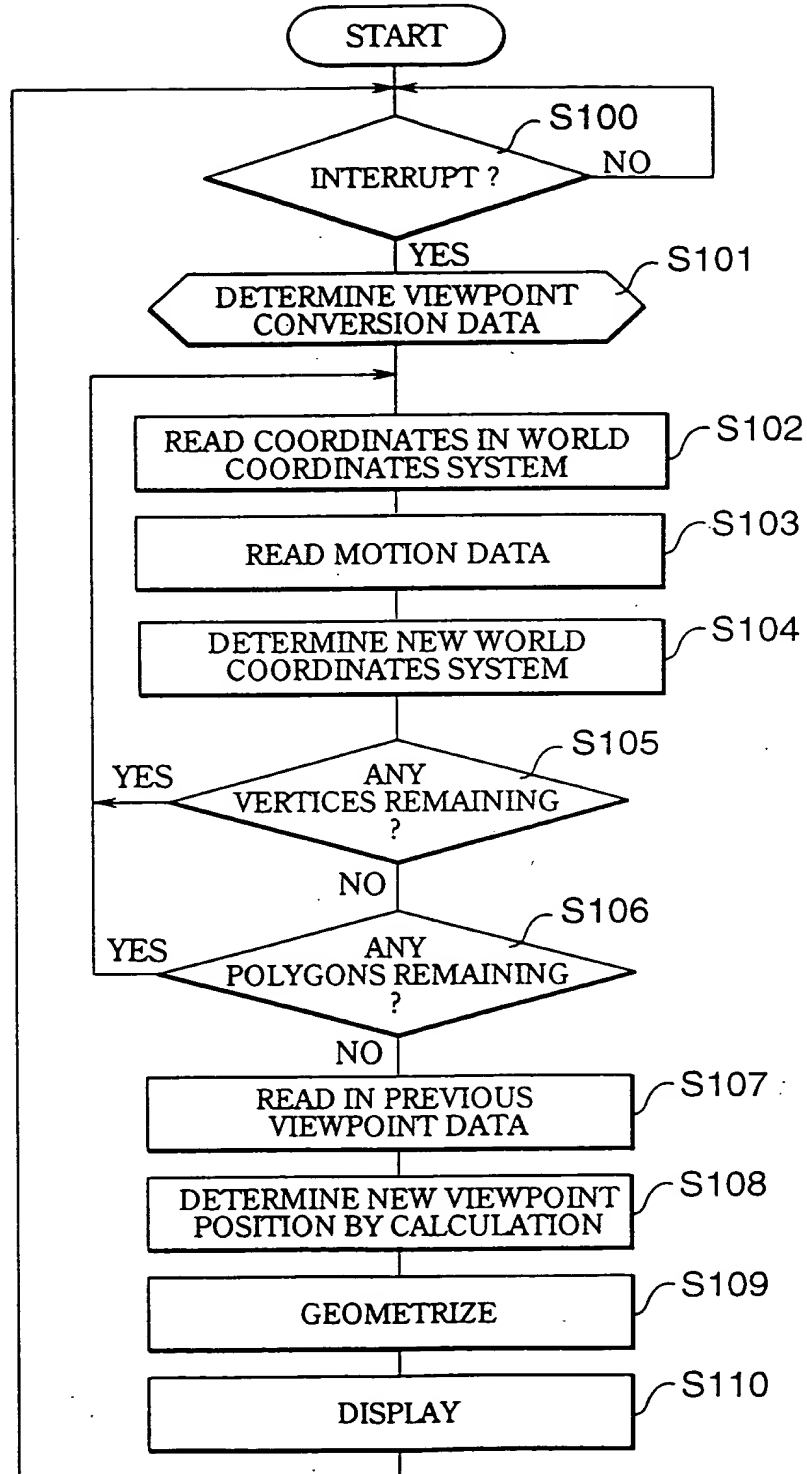 START
S100
INTERRUPT ?
NO
YES
S101
DETERMINE VIEWPOINT
CONVERSION DATA
S102
READ COORDINATES IN WORLD
COORDINATES SYSTEM
S103
READ MOTION DATA
S104
DETERMINE NEW WORLD
COORDINATES SYSTEM
S105
YES
ANY
VERTICES REMAINING
?
NO
S106
YES
ANY
POLYGONS REMAINING
?
NO
S107
READ IN PREVIOUS
VIEWPOINT DATA
S108
DETERMINE NEW VIEWPOINT
POSITION BY CALCULATION
S109
GEOMETRIZE
S110
DISPLAY